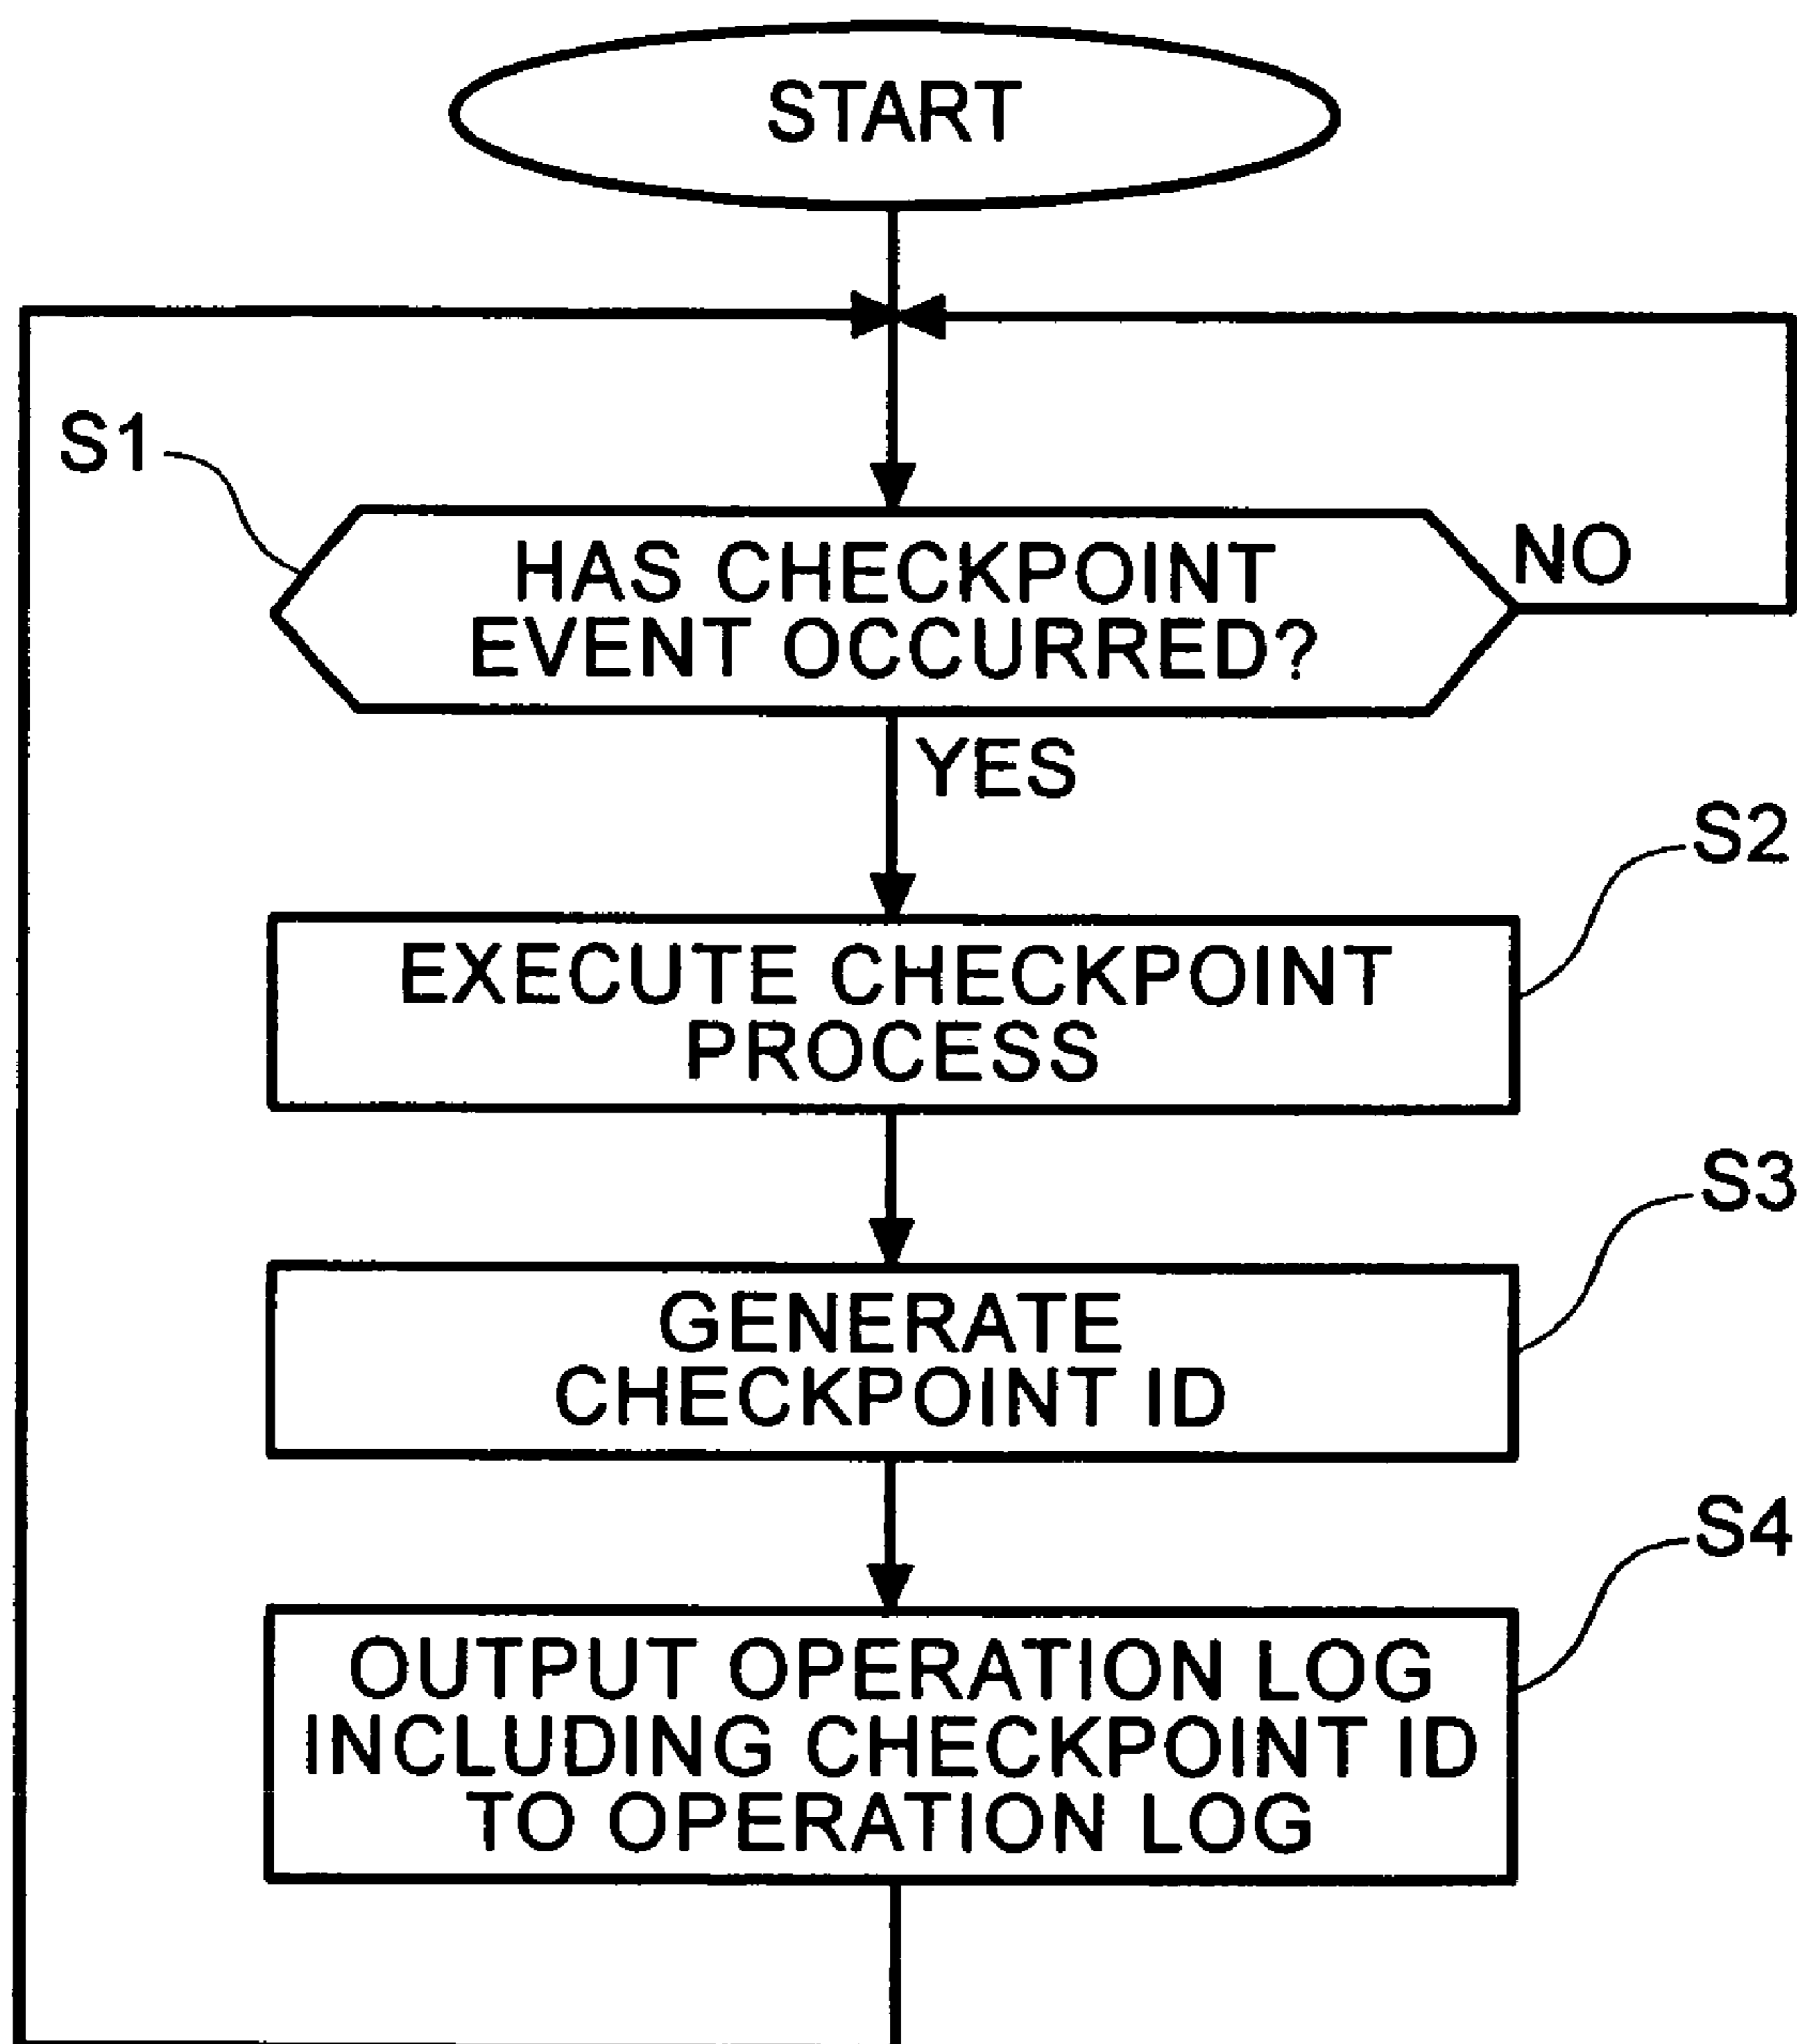 START
S1
HAS CHECKPOINT
EVENT OCCURRED?
NO
YES
S2
EXECUTE CHECKPOINT
PROCESS
S3
GENERATE
CHECKPOINT ID
S4
OUTPUT OPERATION LOG
INCLUDING CHECKPOINT ID
TO OPERATION LOG